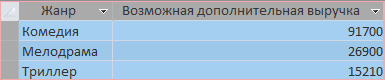 Жанр Возможная дополнительная выручка
Комедия 91700
Мелодрама 26900
Триллер 15210